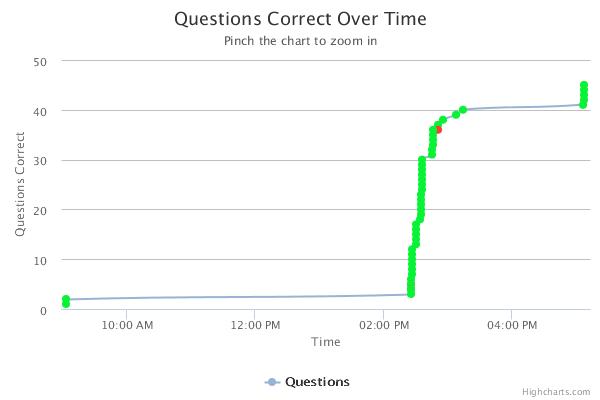 Questions Correct Over Time
Pinch the chart to zoom in
50
40
30
20
10
0
Questions Correct
10:00 AM
12:00 PM
02:00 PM
04:00 PM
Time
Questions
Highcharts.com